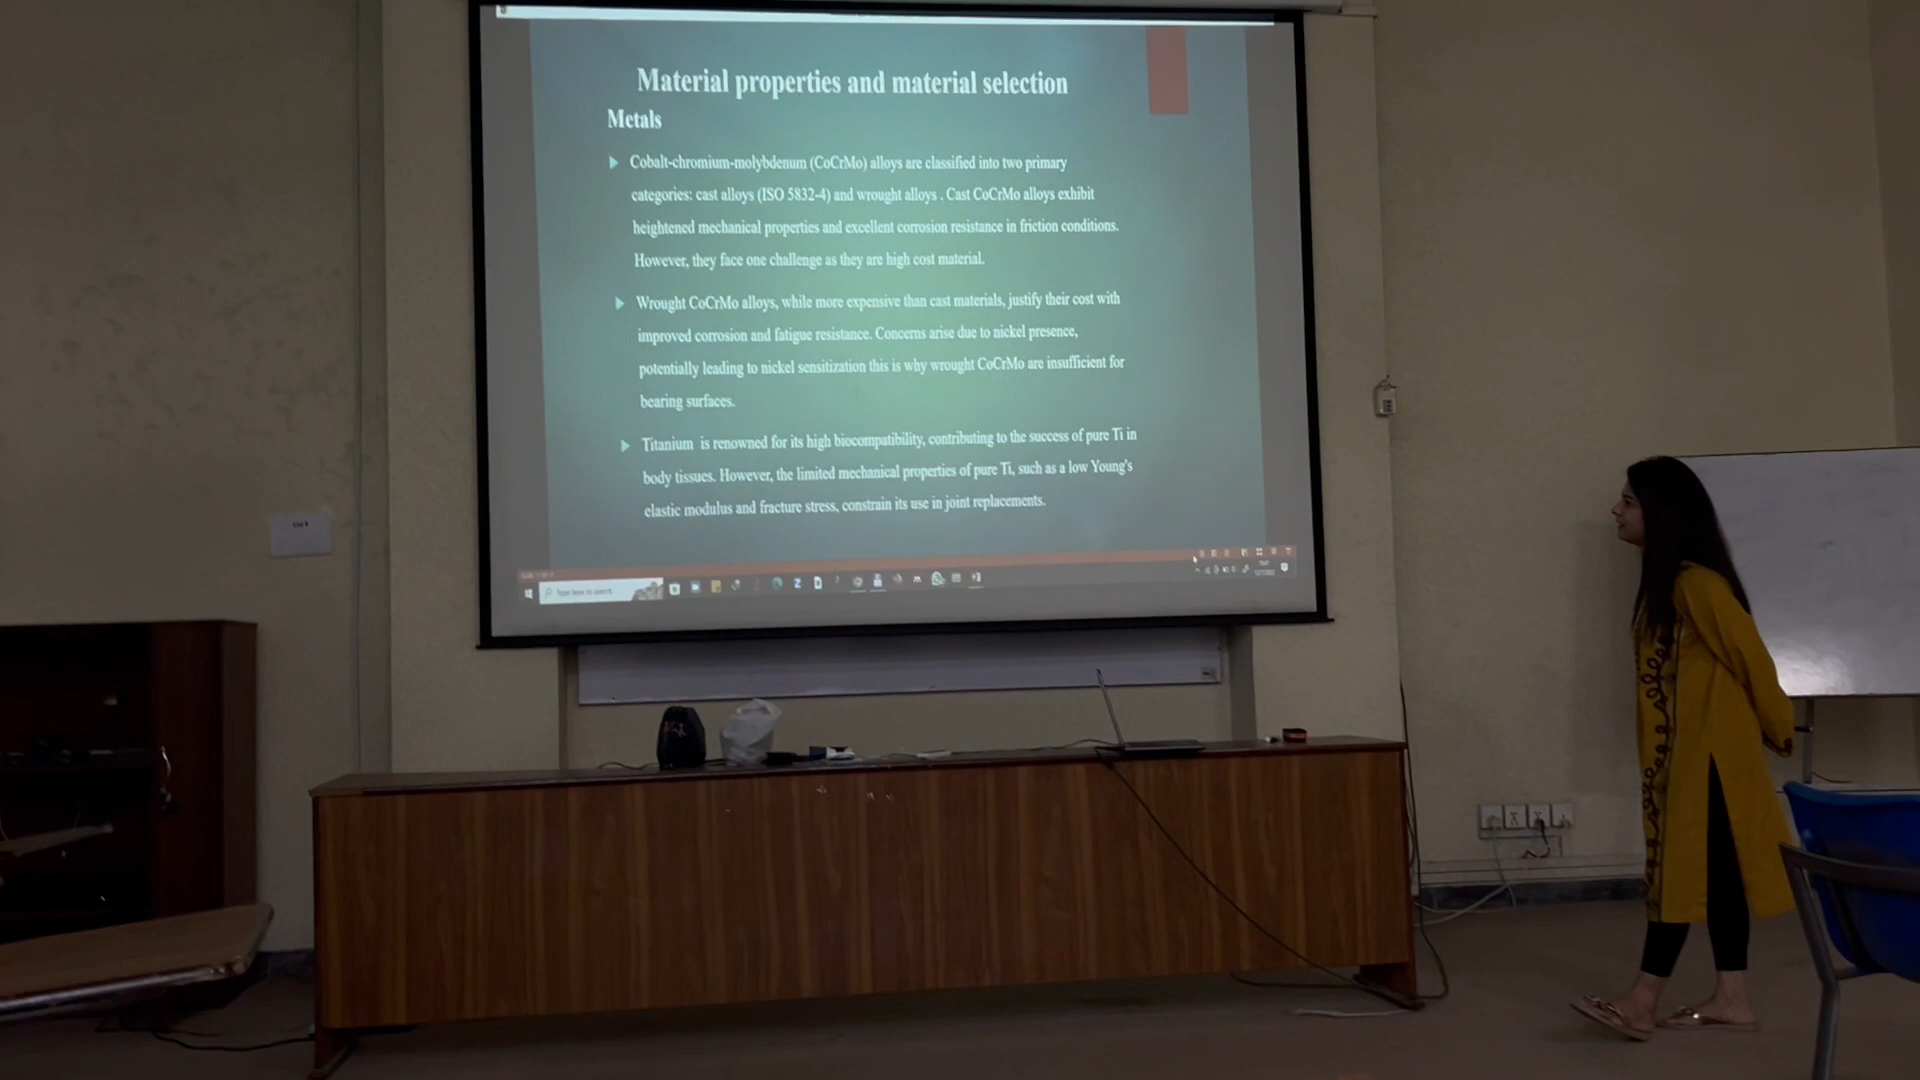 Material properties and material selection
Metals
Cobalt-chromium-molybdenum (CoCrMo) alloys are classified into two primary
categories: cast alloys (ISO 5832-4) and wrought alloys . Cast CoCrMo alloys exhibit
heightened mechanical properties and excellent corrosion resistance in friction conditions.
However, they face one challenge as they are high cost material.
Wrought CoCrMo alloys, while more expensive than cast materials, justify their cost with
improved corrosion and fatigue resistance. Concerns arise due to nickel presence,
potentially leading to nickel sensitization this is why wrought CoCrMo are insufficient for
bearing surfaces.
Titanium is renowned for its high biocompatibility, contributing to the success of pure Ti in
body tissues. However, the limited mechanical properties of pure Ti, such as a low Young's
elastic modulus and fracture stress, constrain its use in joint replacements.
Type here to search